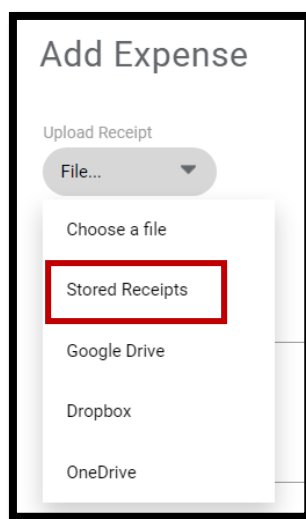 Add Expense
Upload Receipt
File...
Choose a file
Stored Receipts
Google Drive
Dropbox
OneDrive